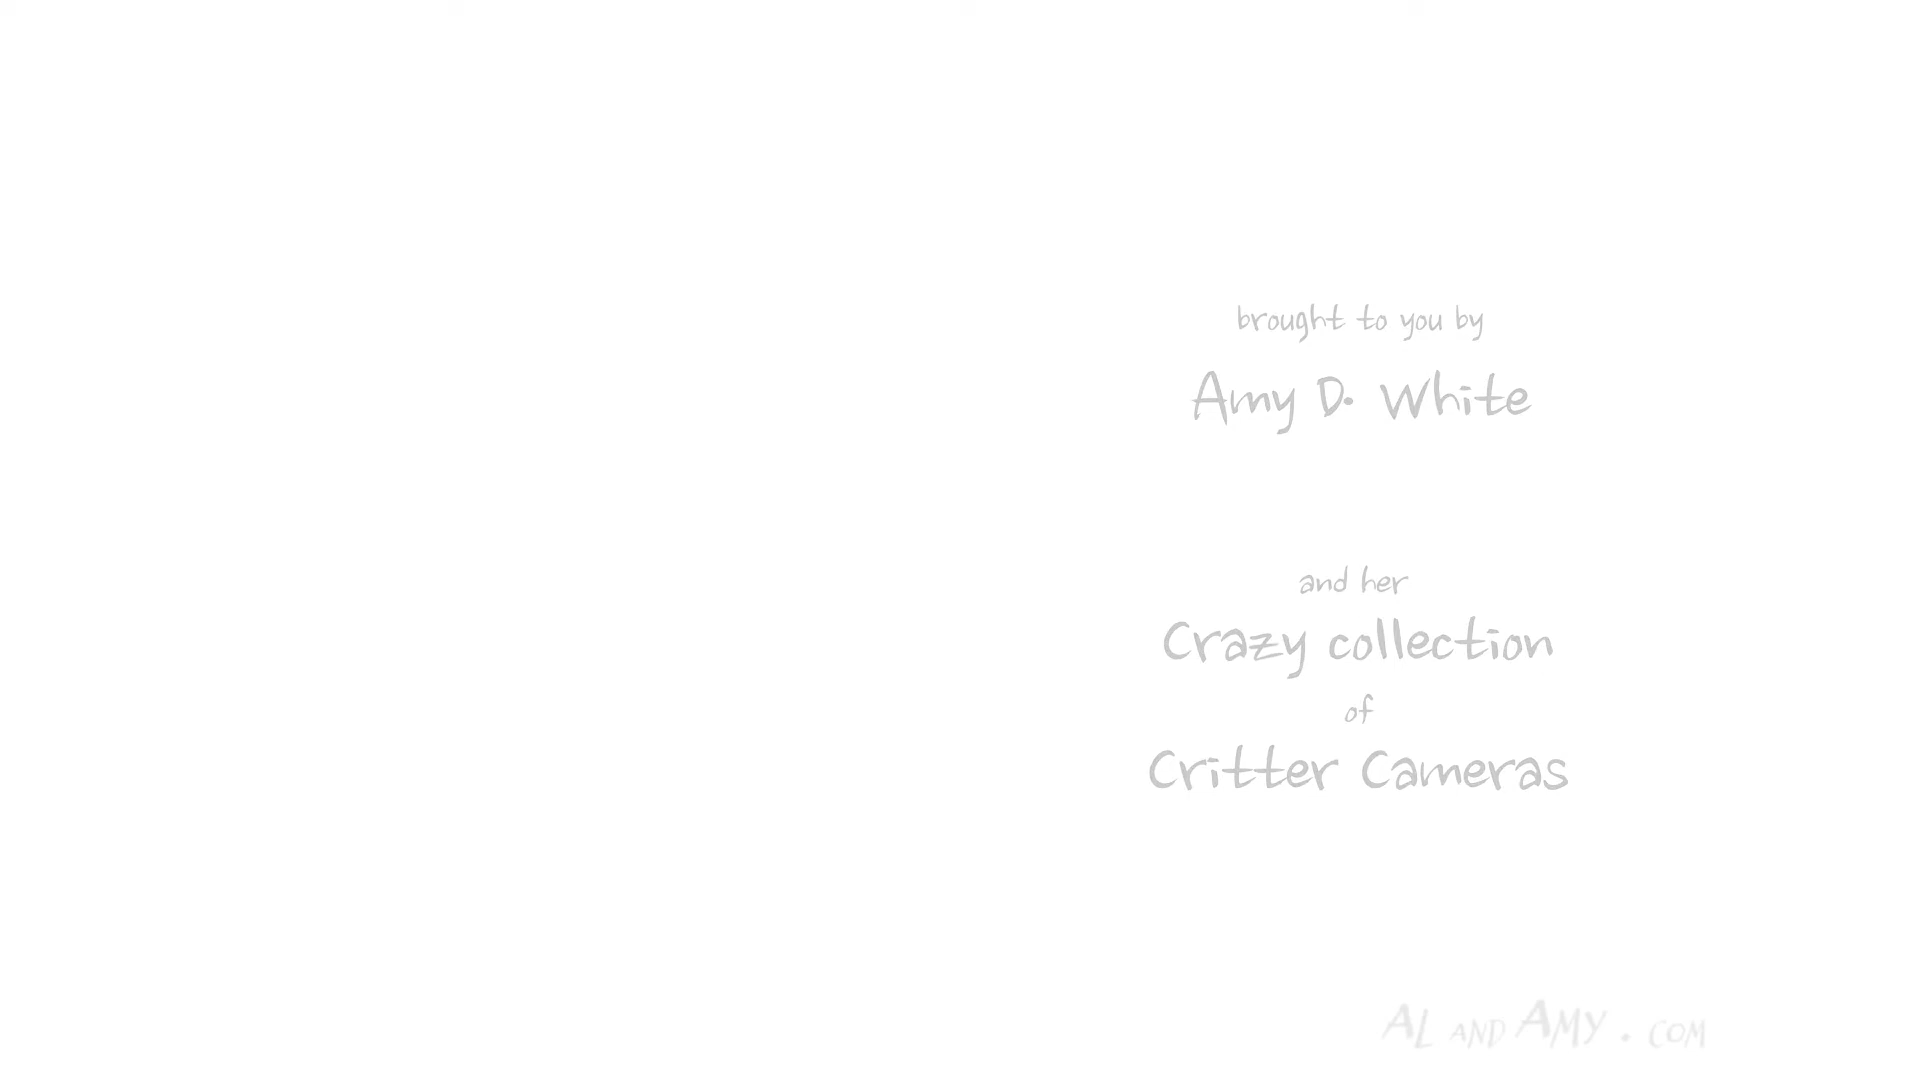 brought to you by
Amy D. White
and her
Crazy collection
of
Critter Cameras
AL AND AMY . COM